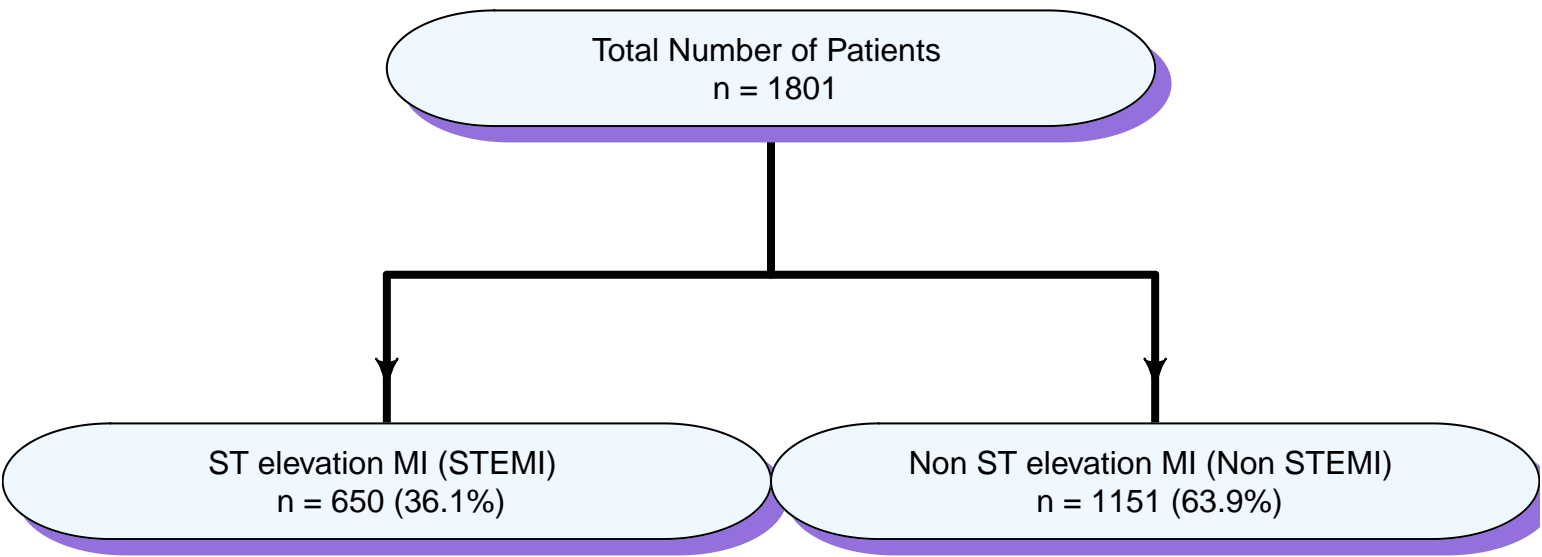 Total Number of Patients
n = 1801
ST elevation MI (STEMI)
n = 650 (36.1%)
Non ST elevation MI (Non STEMI)
n = 1151 (63.9%)